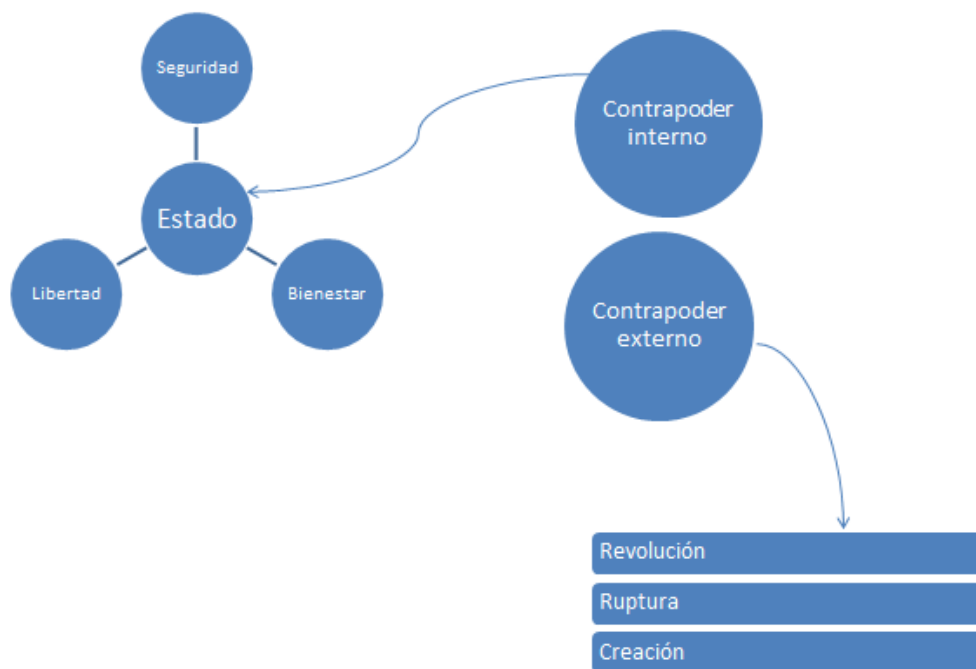 Seguridad
Estado
Libertad
Bienestar
Contrapoder
interno
Contrapoder
externo
Revolución
Ruptura
Creación